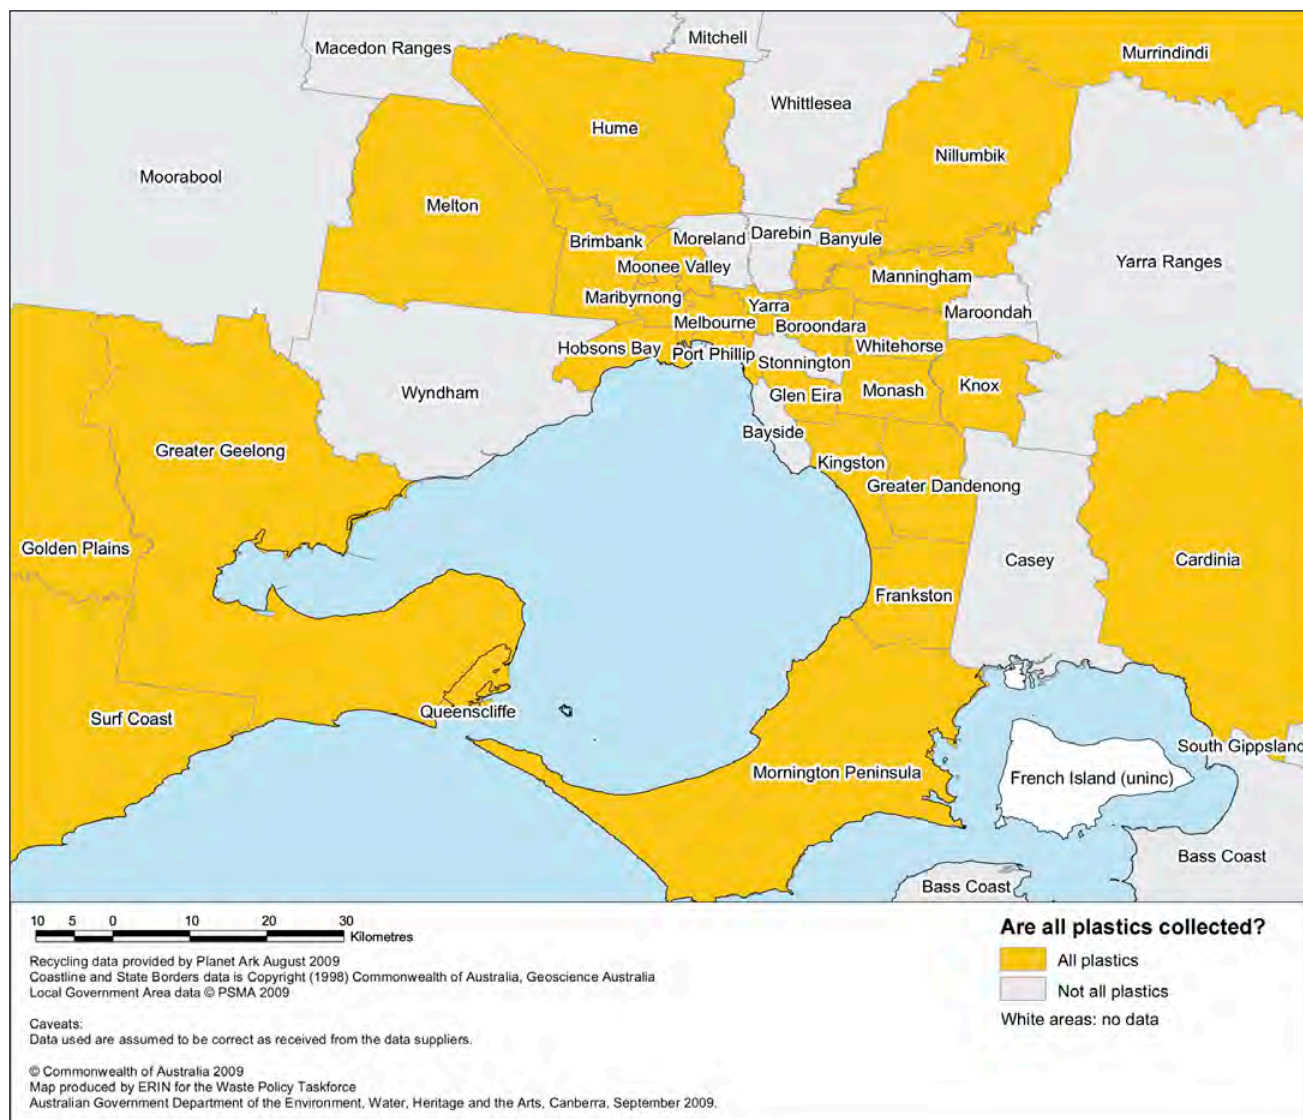 Macedon Ranges
Mitchell
Murrindindi
Hume
Whittlesea
Nillumbik
Moorabool
Melton
Brimbank
Moreland
Darebin
Banyule
Moonee Valley
Manningham
Yarra Ranges
Maribyrnong
Yarra
Maroondah
Melbourne
Boroondara
Hobsons Bay
Port Phillip
Stonnington
Whitehorse
Wyndham
Glen Eira
Monash
Knox
Greater Geelong
Bayside
Kingston
Greater Dandenong
Golden Plains
Casey
Cardinia
Frankston
Surf Coast
Queenscliffe
South Gippsland
Mornington Peninsula
French Island (uninc)
Bass Coast
Bass Coast
10 5 0 10 20 30
Kilometres
Recycling data provided by Planet Ark August 2009
Coastline and State Borders data is Copyright (1998) Commonwealth of Australia, Geoscience Australia
Local Government Area data © PSMA 2009
Caveats:
Data used are assumed to be correct as received from the data suppliers.
© Commonwealth of Australia 2009
Map produced by ERIN for the Waste Policy Taskforce
Australian Government Department of the Environment, Water, Heritage and the Arts, Canberra, September 2009.
Are all plastics collected?
All plastics
Not all plastics
White areas: no data